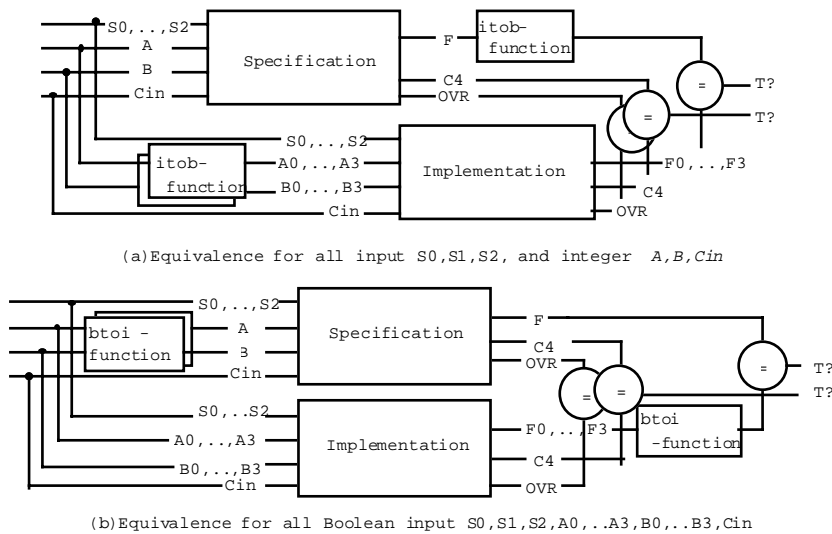 S0,..,S2
A
B
Cin
Specification
F
itob-
function
C4
OVR
=
T?
=
T?
S0,..,S2
itob-
function
A0,..,A3
B0,..,B3
Cin
Implementation
F0,..,F3
C4
OVR
(a)Equivalence for all input S0,S1,S2, and integer A,B,Cin
S0,..,S2
btoi -
function
A
B
Cin
Specification
F
C4
OVR
=
=
=
T?
T?
S0,..S2
A0,..,A3
B0,..,B3
Cin
Implementation
F0,..,F3
C4
OVR
btoi
-function
(b)Equivalence for all Boolean input S0,S1,S2,A0,..A3,B0,..B3,Cin